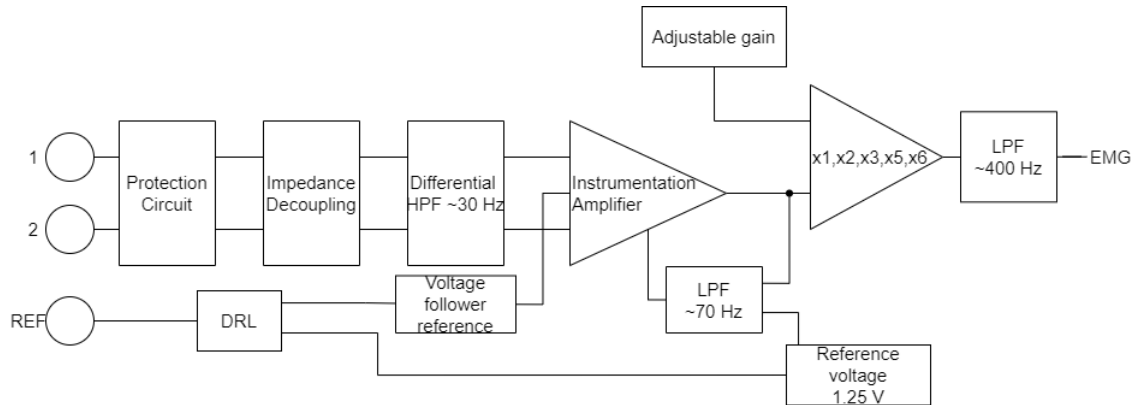 Adjustable gain
1
Protection
Circuit
Impedance
Decoupling
Differential
HPF ~30 Hz
Instrumentation
Amplifier
x1,x2,x3,x5,x6
LPF
~400 Hz
EMG
2
REF
DRL
Voltage
follower
reference
LPF
~70 Hz
Reference
voltage
1.25 V